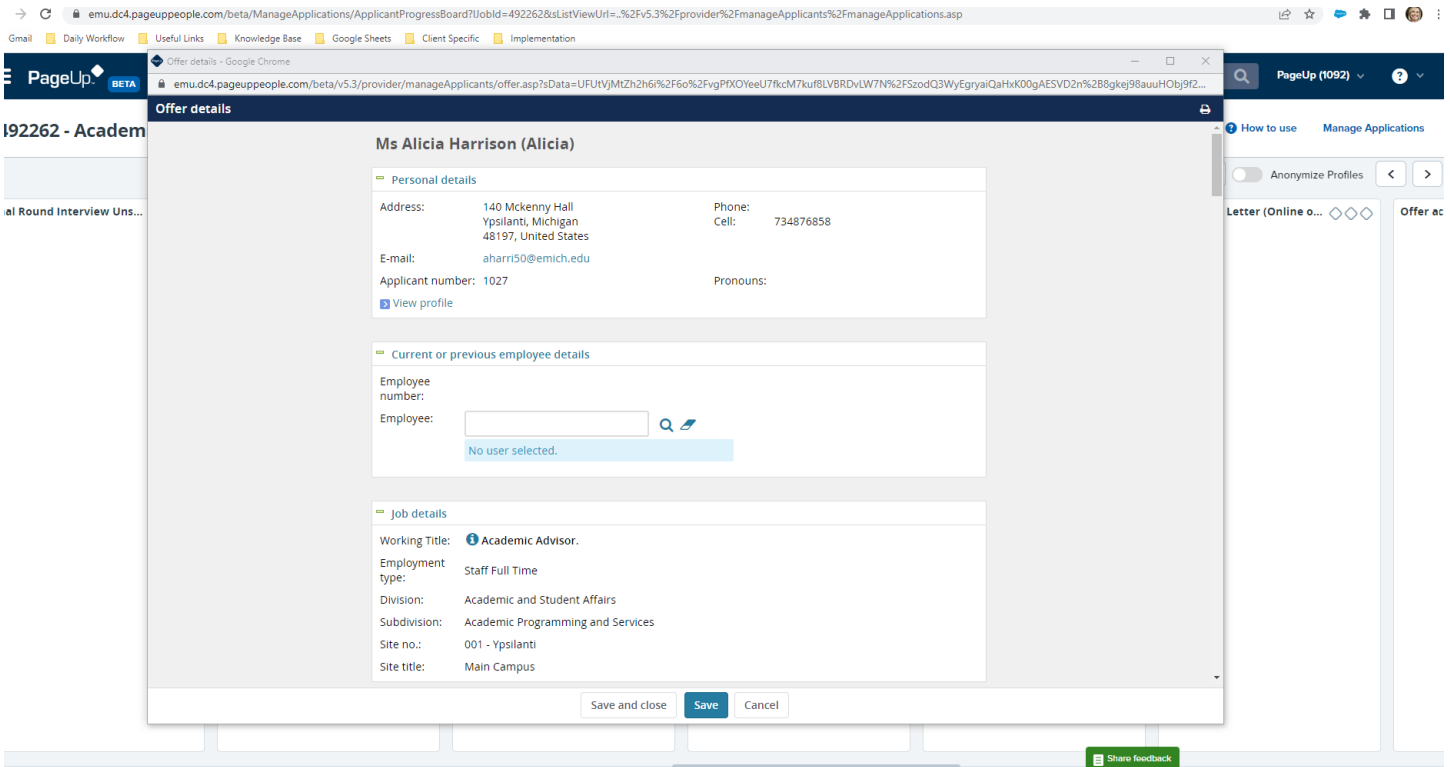 emu.dc4.pageuppeople.com/beta/ManageApplications/ApplicantProgressBoard?UobId=492262&sListViewUrl=..%2Fv5.3%2Fprovider%2FmanageApplicants%2FmanageApplications.asp
Gmail Daily Workflow Useful Links Knowledge Base Google Sheets Client Specific Implementation
Offer details - Google Chrome
PageUp BETA
emu.dc4.pageuppeople.com/beta/v5.3/provider/manageApplicants/offer.asp?sData=UFUtVjMtZh2h6i%2F6o%2FvgPfXOYeeU7fkcM7kuf8LVBRDvLW7N%2FSzodQ3WyEgryaiQaHxK00gAESVD2n%2B8gkej98auuHObj9f2...
PageUp (1092)
Offer details
492262 - Academ
How to use Manage Applications
Ms Alicia Harrison (Alicia)
Anonymize Profiles
Personal details
al Round Interview Uns...
Letter (Online o...
Offer ac
Address: 140 Mckenny Hall Phone:
Ypsilanti, Michigan Cell: 734876858
48197, United States
E-mail: aharri50@emich.edu
Applicant number: 1027 Pronouns:
View profile
Current or previous employee details
Employee
number:
Employee:
No user selected.
Job details
Working Title: Academic Advisor.
Employment
type: Staff Full Time
Division: Academic and Student Affairs
Subdivision: Academic Programming and Services
Site no.: 001 - Ypsilanti
Site title: Main Campus
Save and close Save Cancel
Share feedback